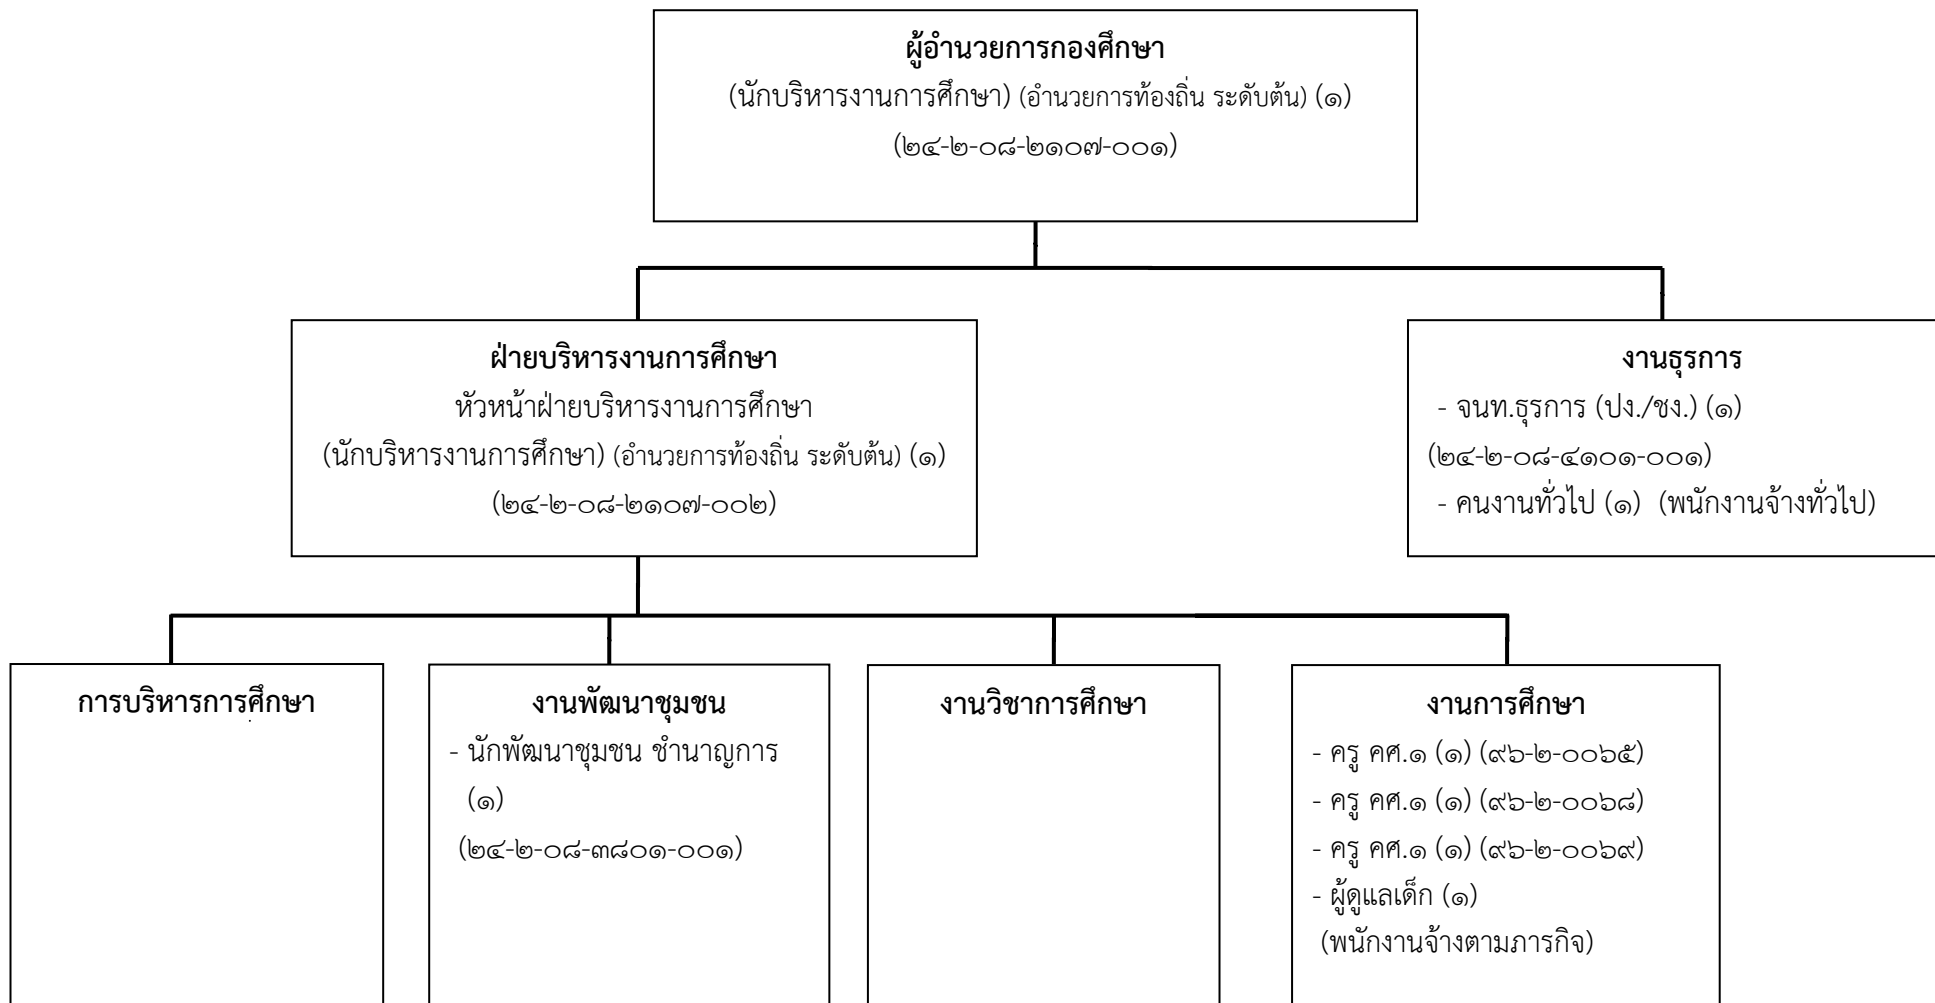 ผู้อำนวยการกองศึกษา
(นักบริหารงานการศึกษา) (อำนวยการท้องถิ่น ระดับต้น) (๑)
(๒๔-๒-๐๘-๒๑๐๗-๐๐๑)
ฝ่ายบริหารงานการศึกษา
หัวหน้าฝ่ายบริหารงานการศึกษา
(นักบริหารงานการศึกษา) (อำนวยการท้องถิ่น ระดับต้น) (๑)
(๒๔-๒-๐๘-๒๑๐๗-๐๐๒)
งานธุรการ
- จนท.ธุรการ (ปง./ชง.) (๑)
(๒๔-๒-๐๘-๔๑๐๑-๐๐๑)
- คนงานทั่วไป (๑) (พนักงานจ้างทั่วไป)
การบริหารการศึกษา
งานพัฒนาชุมชน
- นักพัฒนาชุมชน ชำนาญการ
(๑)
(๒๔-๒-๐๘-๓๘๐๑-๐๐๑)
งานวิชาการศึกษา
งานการศึกษา
- ครู คศ.๑ (๑) (๙๖-๒-๐๐๖๕)
- ครู คศ.๑ (๑) (๙๖-๒-๐๐๖๘)
- ครู คศ.๑ (๑) (๙๖-๒-๐๐๖๙)
- ผู้ดูแลเด็ก (๑)
(พนักงานจ้างตามภารกิจ)